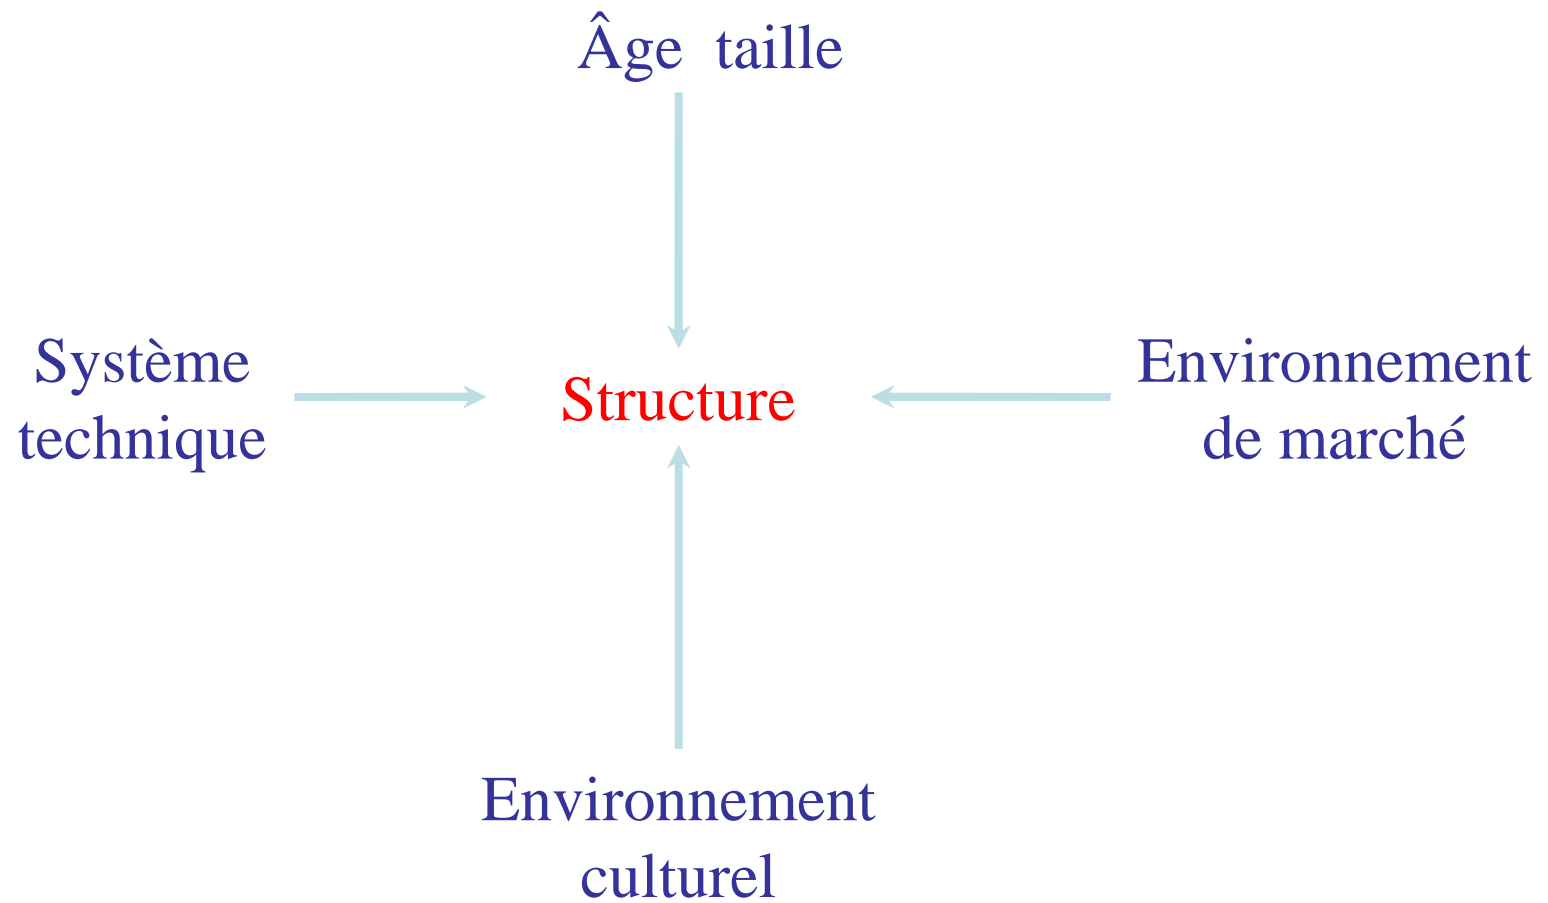 Âge taille
Système
technique
Structure
Environnement
de marché
Environnement
culturel